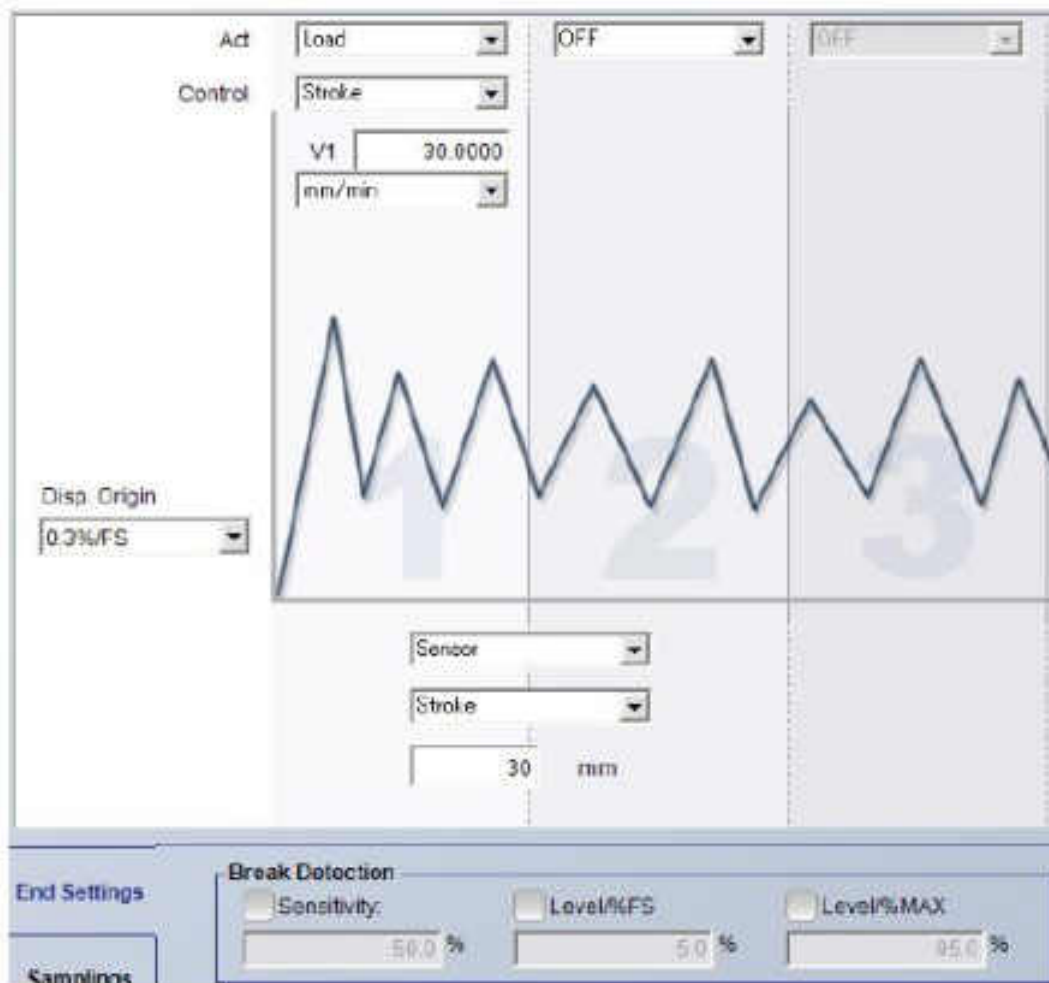 Act Load OFF OFF
Control Stroke
V1 30.0000
mm/min
1 2 3
Disp. Origin
0.3%/FS
Sensor
Stroke
30 mm
Break Detection
End Settings
Sensitivity: Level/%FS Level/%MAX
50.0 % 5.0 % 95.0 %
Samplings